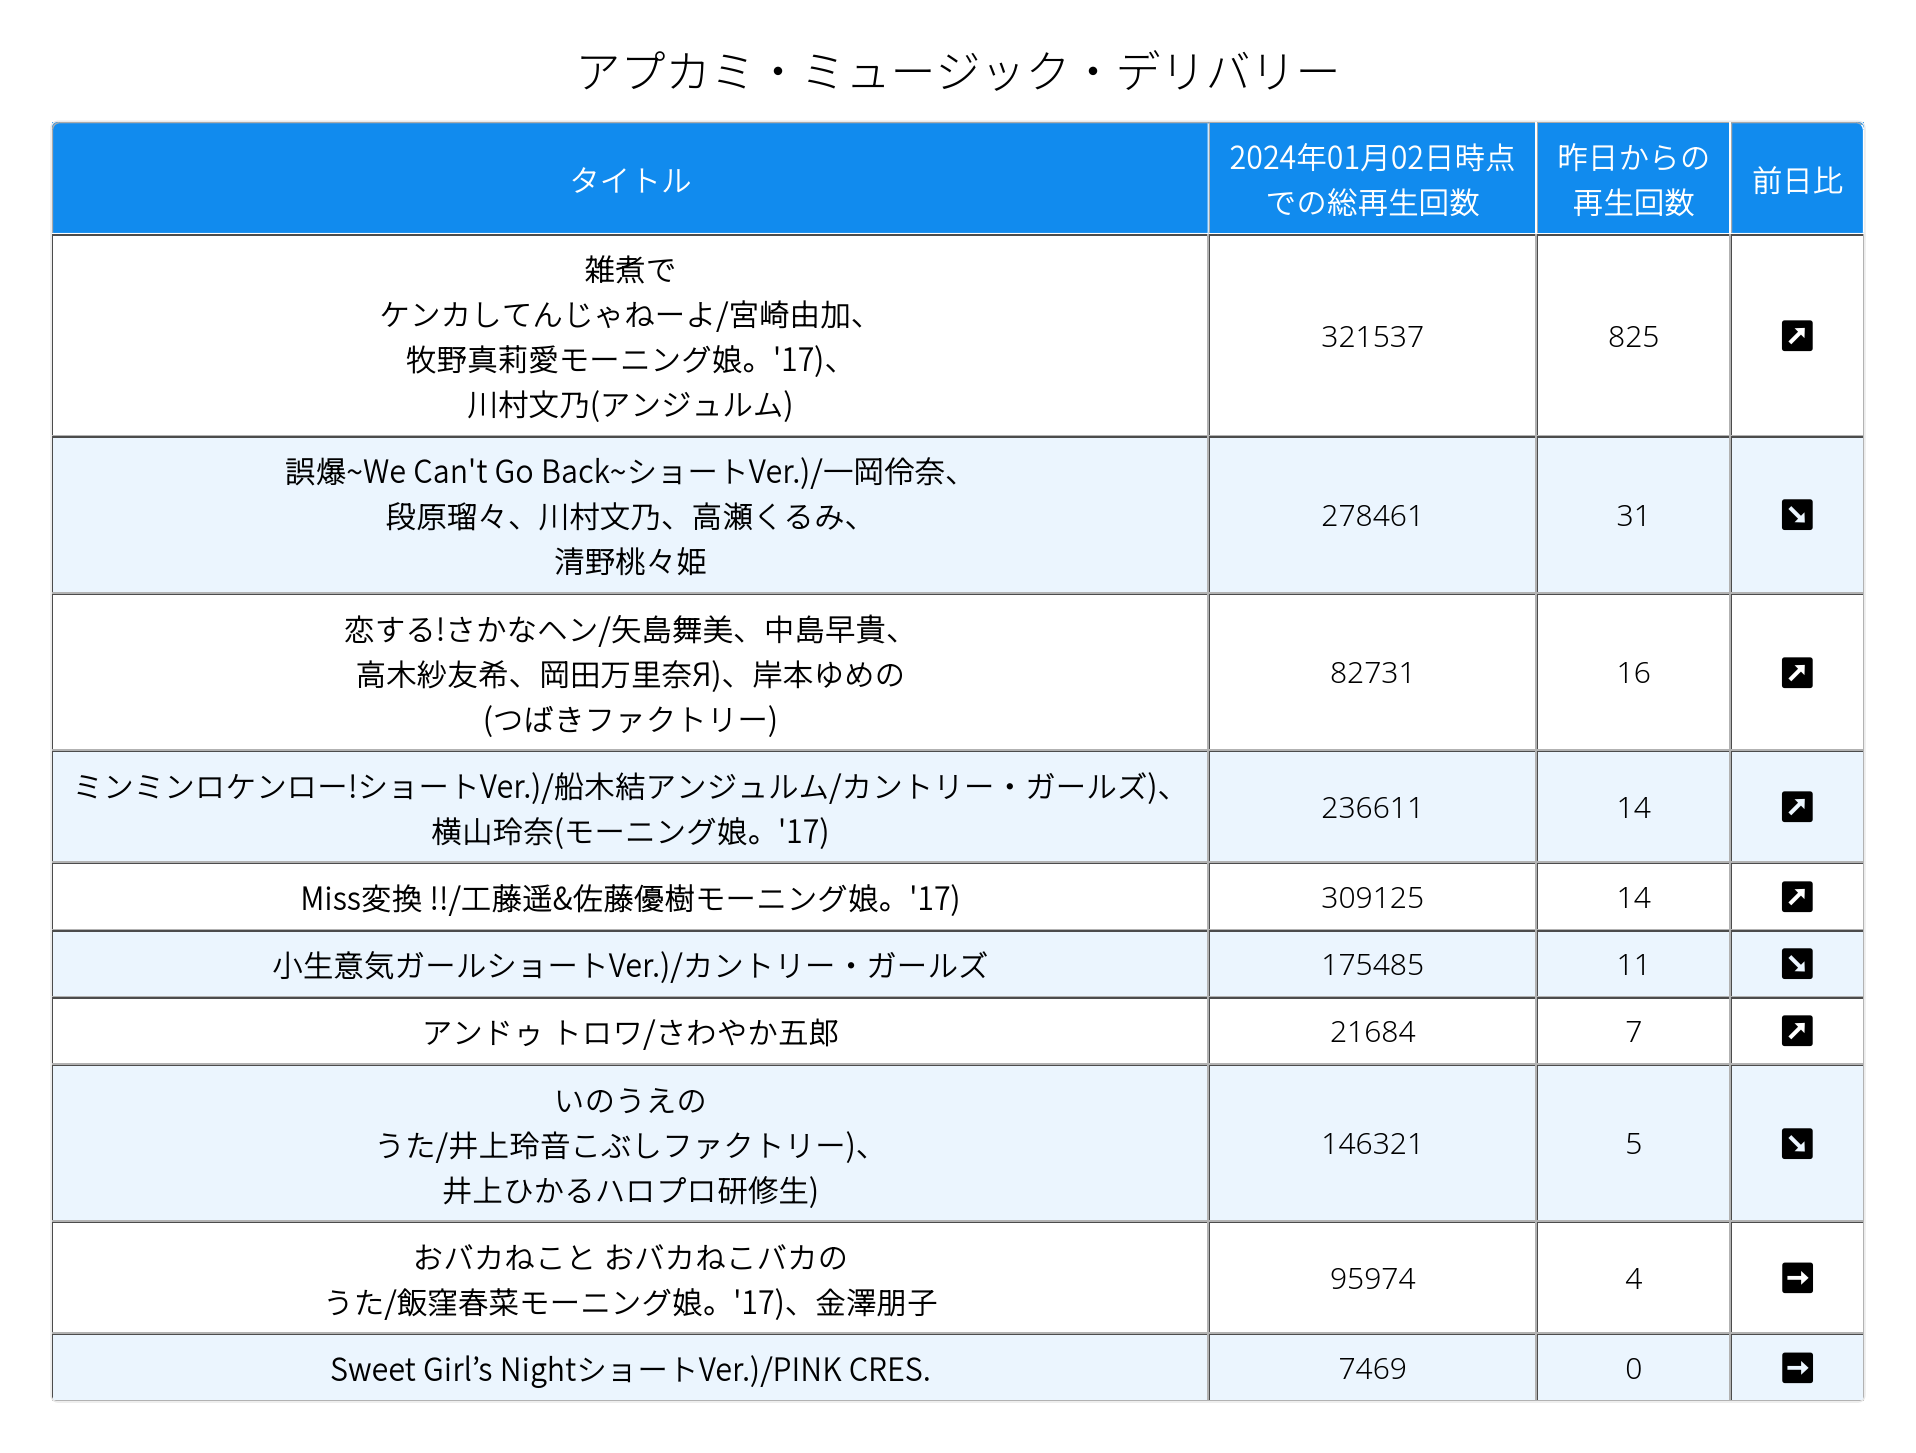 アプカミ・ミュージック・デリバリー
タイトル
2024年01月02日時点
での総再生回数
昨日からの
再生回数
前日比
雑煮で
ケンカしてんじゃねーよ/宮崎由加、
牧野真莉愛モーニング娘。'17)、
川村文乃(アンジュルム)
321537
825
誤爆~We Can't Go Back~ショートVer.)/一岡伶奈、
段原瑠々、川村文乃、高瀬くるみ、
清野桃々姫
278461
31
恋する!さかなヘン/矢島舞美、中島早貴、
高木紗友希、岡田万里奈Я)、岸本ゆめの
(つばきファクトリー)
82731
16
ミンミンロケンロー!ショートVer.)/船木結アンジュルム/カントリー・ガールズ)、
横山玲奈(モーニング娘。'17)
236611
14
Miss変換 !!/工藤遥&佐藤優樹モーニング娘。'17)
309125
14
小生意気ガールショートVer.)/カントリー・ガールズ
175485
11
アンドゥ トロワ/さわやか五郎
21684
7
いのうえの
うた/井上玲音こぶしファクトリー)、
井上ひかるハロプロ研修生)
146321
5
おバカねこと おバカねこバカの
うた/飯窪春菜モーニング娘。'17)、金澤朋子
95974
4
Sweet Girl’s NightショートVer.)/PINK CRES.
7469
0